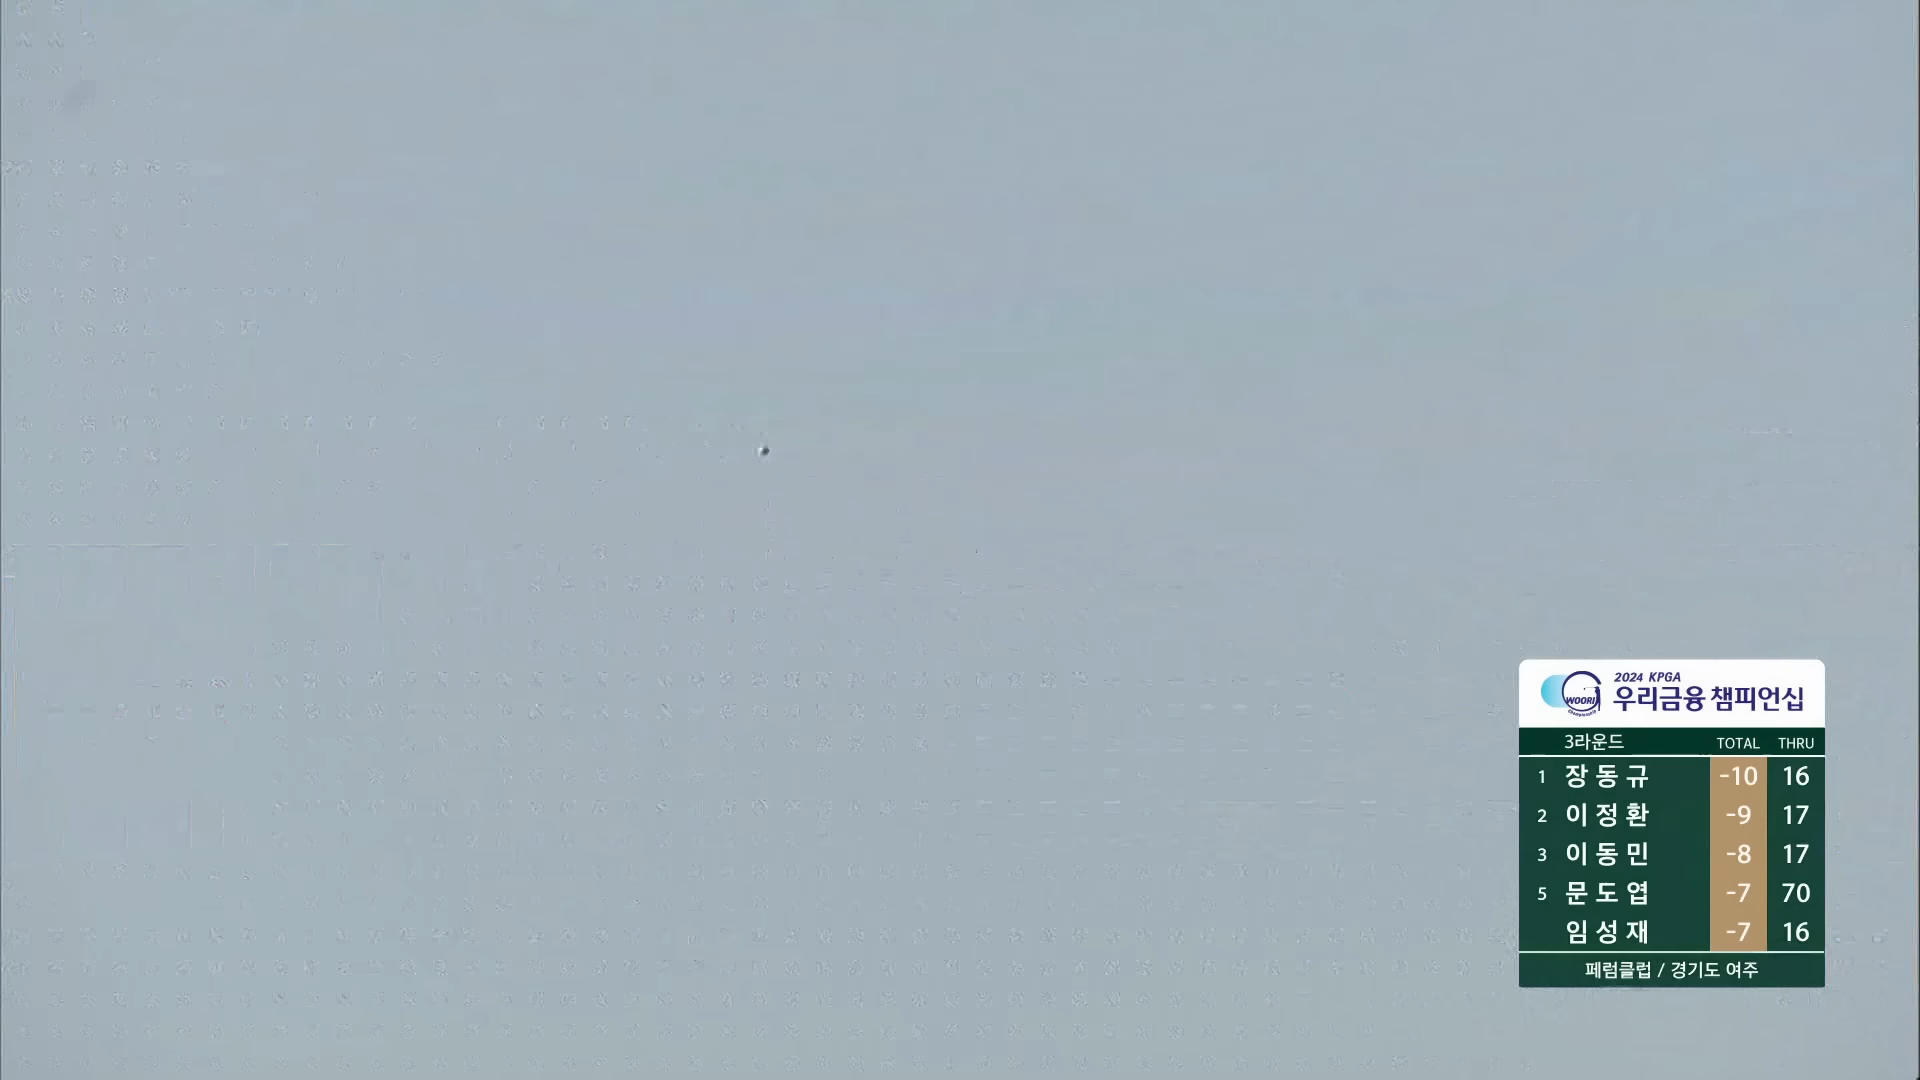 WOORI
Championship
2024 KPGA
우리금융 챔피언십
3라운드 TOTAL THRU
1 장동규 -10 16
2 이정환 -9 17
3 이동민 -8 17
5 문도엽 -7 70
임성재 -7 16
페럼클럽 / 경기도 여주